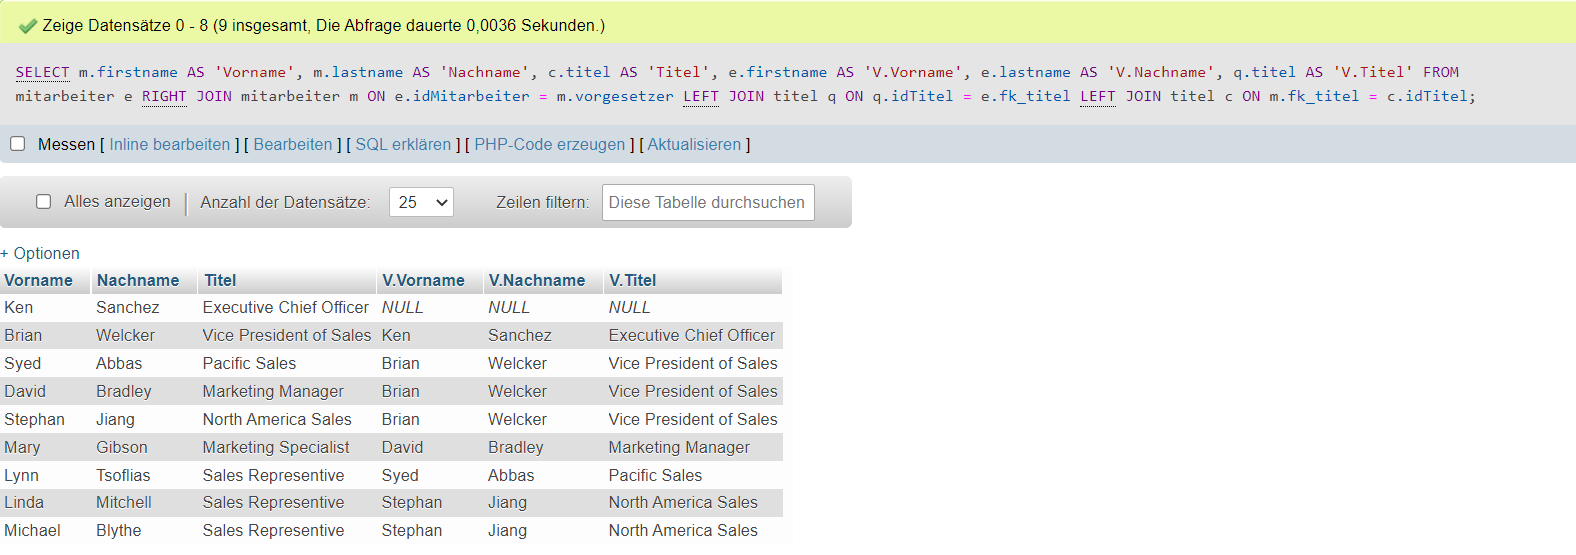 Zeige Datensätze 0 - 8 (9 insgesamt, Die Abfrage dauerte 0,0036 Sekunden.)
SELECT m.firstname AS 'Vorname', m.lastname AS 'Nachname', c.titel AS 'Titel', e.firstname AS 'V.Vorname', e.lastname AS 'V.Nachname', q.titel AS 'V.Titel' FROM
mitarbeiter e RIGHT JOIN mitarbeiter m ON e.idMitarbeiter = m.vorgesetzer LEFT JOIN titel q ON q.idTitel = e.fk_titel LEFT JOIN titel c ON m.fk_titel = c.idTitel;
Messen [ Inline bearbeiten ] [ Bearbeiten ] [ SQL erklären ] [ PHP-Code erzeugen ] [ Aktualisieren ]
Alles anzeigen | Anzahl der Datensätze: 25 Zeilen filtern: Diese Tabelle durchsuchen
+ Optionen
Vorname Nachname Titel V.Vorname V.Nachname V.Titel
Ken Sanchez Executive Chief Officer NULL NULL NULL
Brian Welcker Vice President of Sales Ken Sanchez Executive Chief Officer
Syed Abbas Pacific Sales Brian Welcker Vice President of Sales
David Bradley Marketing Manager Brian Welcker Vice President of Sales
Stephan Jiang North America Sales Brian Welcker Vice President of Sales
Mary Gibson Marketing Specialist David Bradley Marketing Manager
Lynn Tsoflias Sales Representive Syed Abbas Pacific Sales
Linda Mitchell Sales Representive Stephan Jiang North America Sales
Michael Blythe Sales Representive Stephan Jiang North America Sales